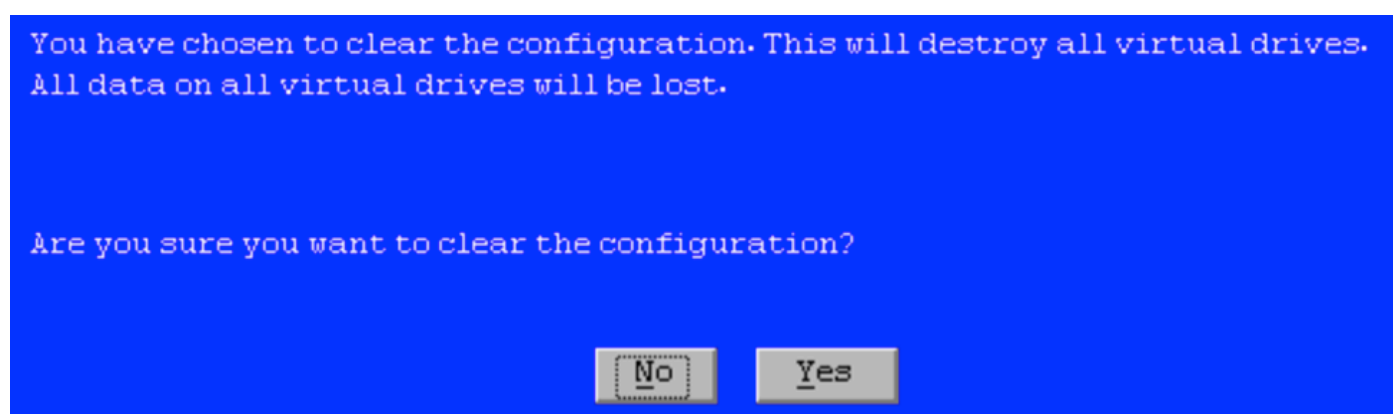 You have chosen to clear the configuration. This will destroy all virtual drives.
All data on all virtual drives will be lost.
Are you sure you want to clear the configuration?
No Yes